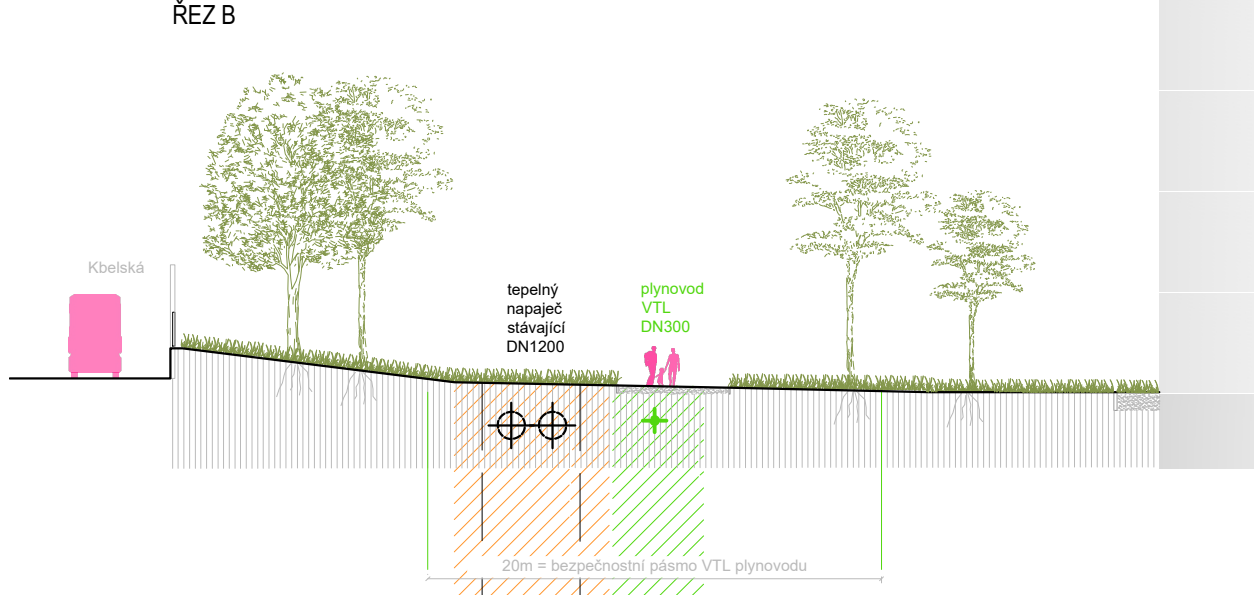 ŘEZ B
Kbelská
tepelný
napaječ
stávající
DN1200
plynovod
VTL
DN300
20m = bezpečnostní pásmo VTL plynovodu